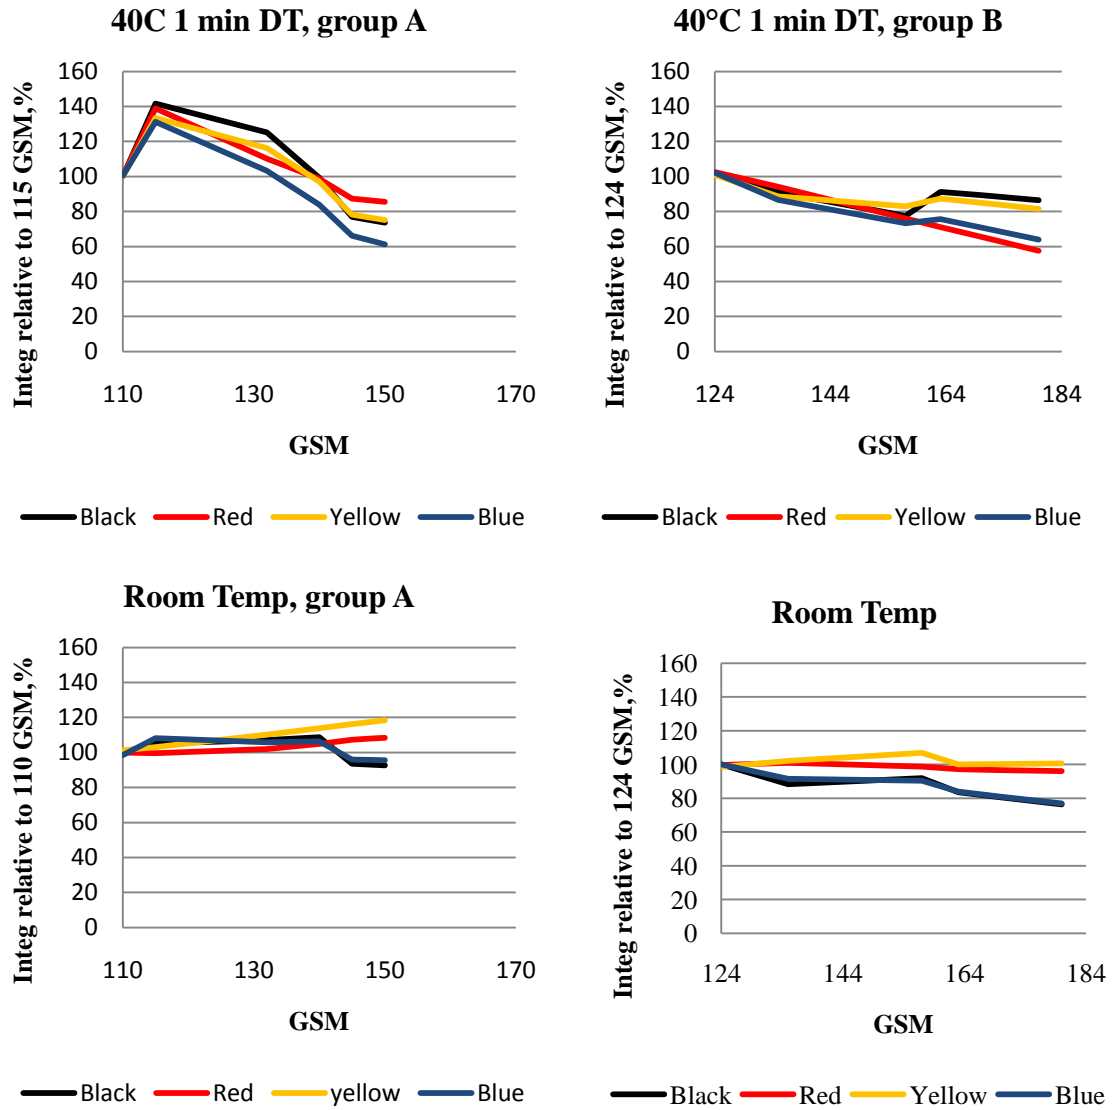 40C 1 min DT, group A
Integ relative to 115 GSM,%
160
140
120
100
80
60
40
20
0
110 130 150 170
GSM
Black Red Yellow Blue
40°C 1 min DT, group B
Integ relative to 124 GSM,%
160
140
120
100
80
60
40
20
0
124 144 164 184
GSM
Black Red Yellow Blue
Room Temp, group A
Integ relative to 110 GSM,%
160
140
120
100
80
60
40
20
0
110 130 150 170
GSM
Black Red yellow Blue
Room Temp
Integ relative to 124 GSM,%
160
140
120
100
80
60
40
20
0
124 144 164 184
GSM
Black Red Yellow Blue